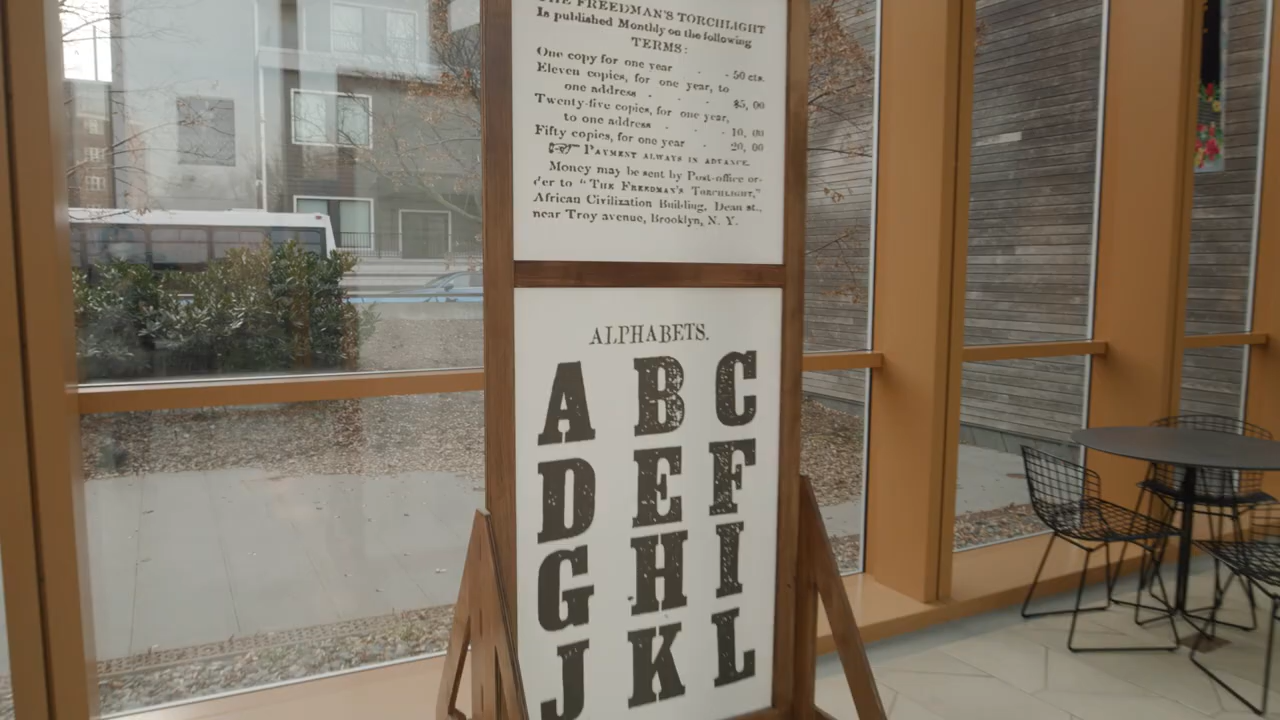 THE FREEDMAN'S TORCHLIGHT
Is published Monthly on the following
TERMS:
One copy for one year - - 50 cts.
Eleven copies, for one year, to
one address - - - $5, 00
Twenty-five copies, for one year,
to one address - - - 10, 00
Fifty copies, for one year - 20, 00
☞ PAYMENT ALWAYS IN ADVANCE.
Money may be sent by Post-office or-
der to "THE FREEDMAN'S TORCHLIGHT,"
African Civilization Building, Dean st.,
near Troy avenue, Brooklyn, N. Y.
ALPHABETS.
A B C
D E F
G H I
J K L